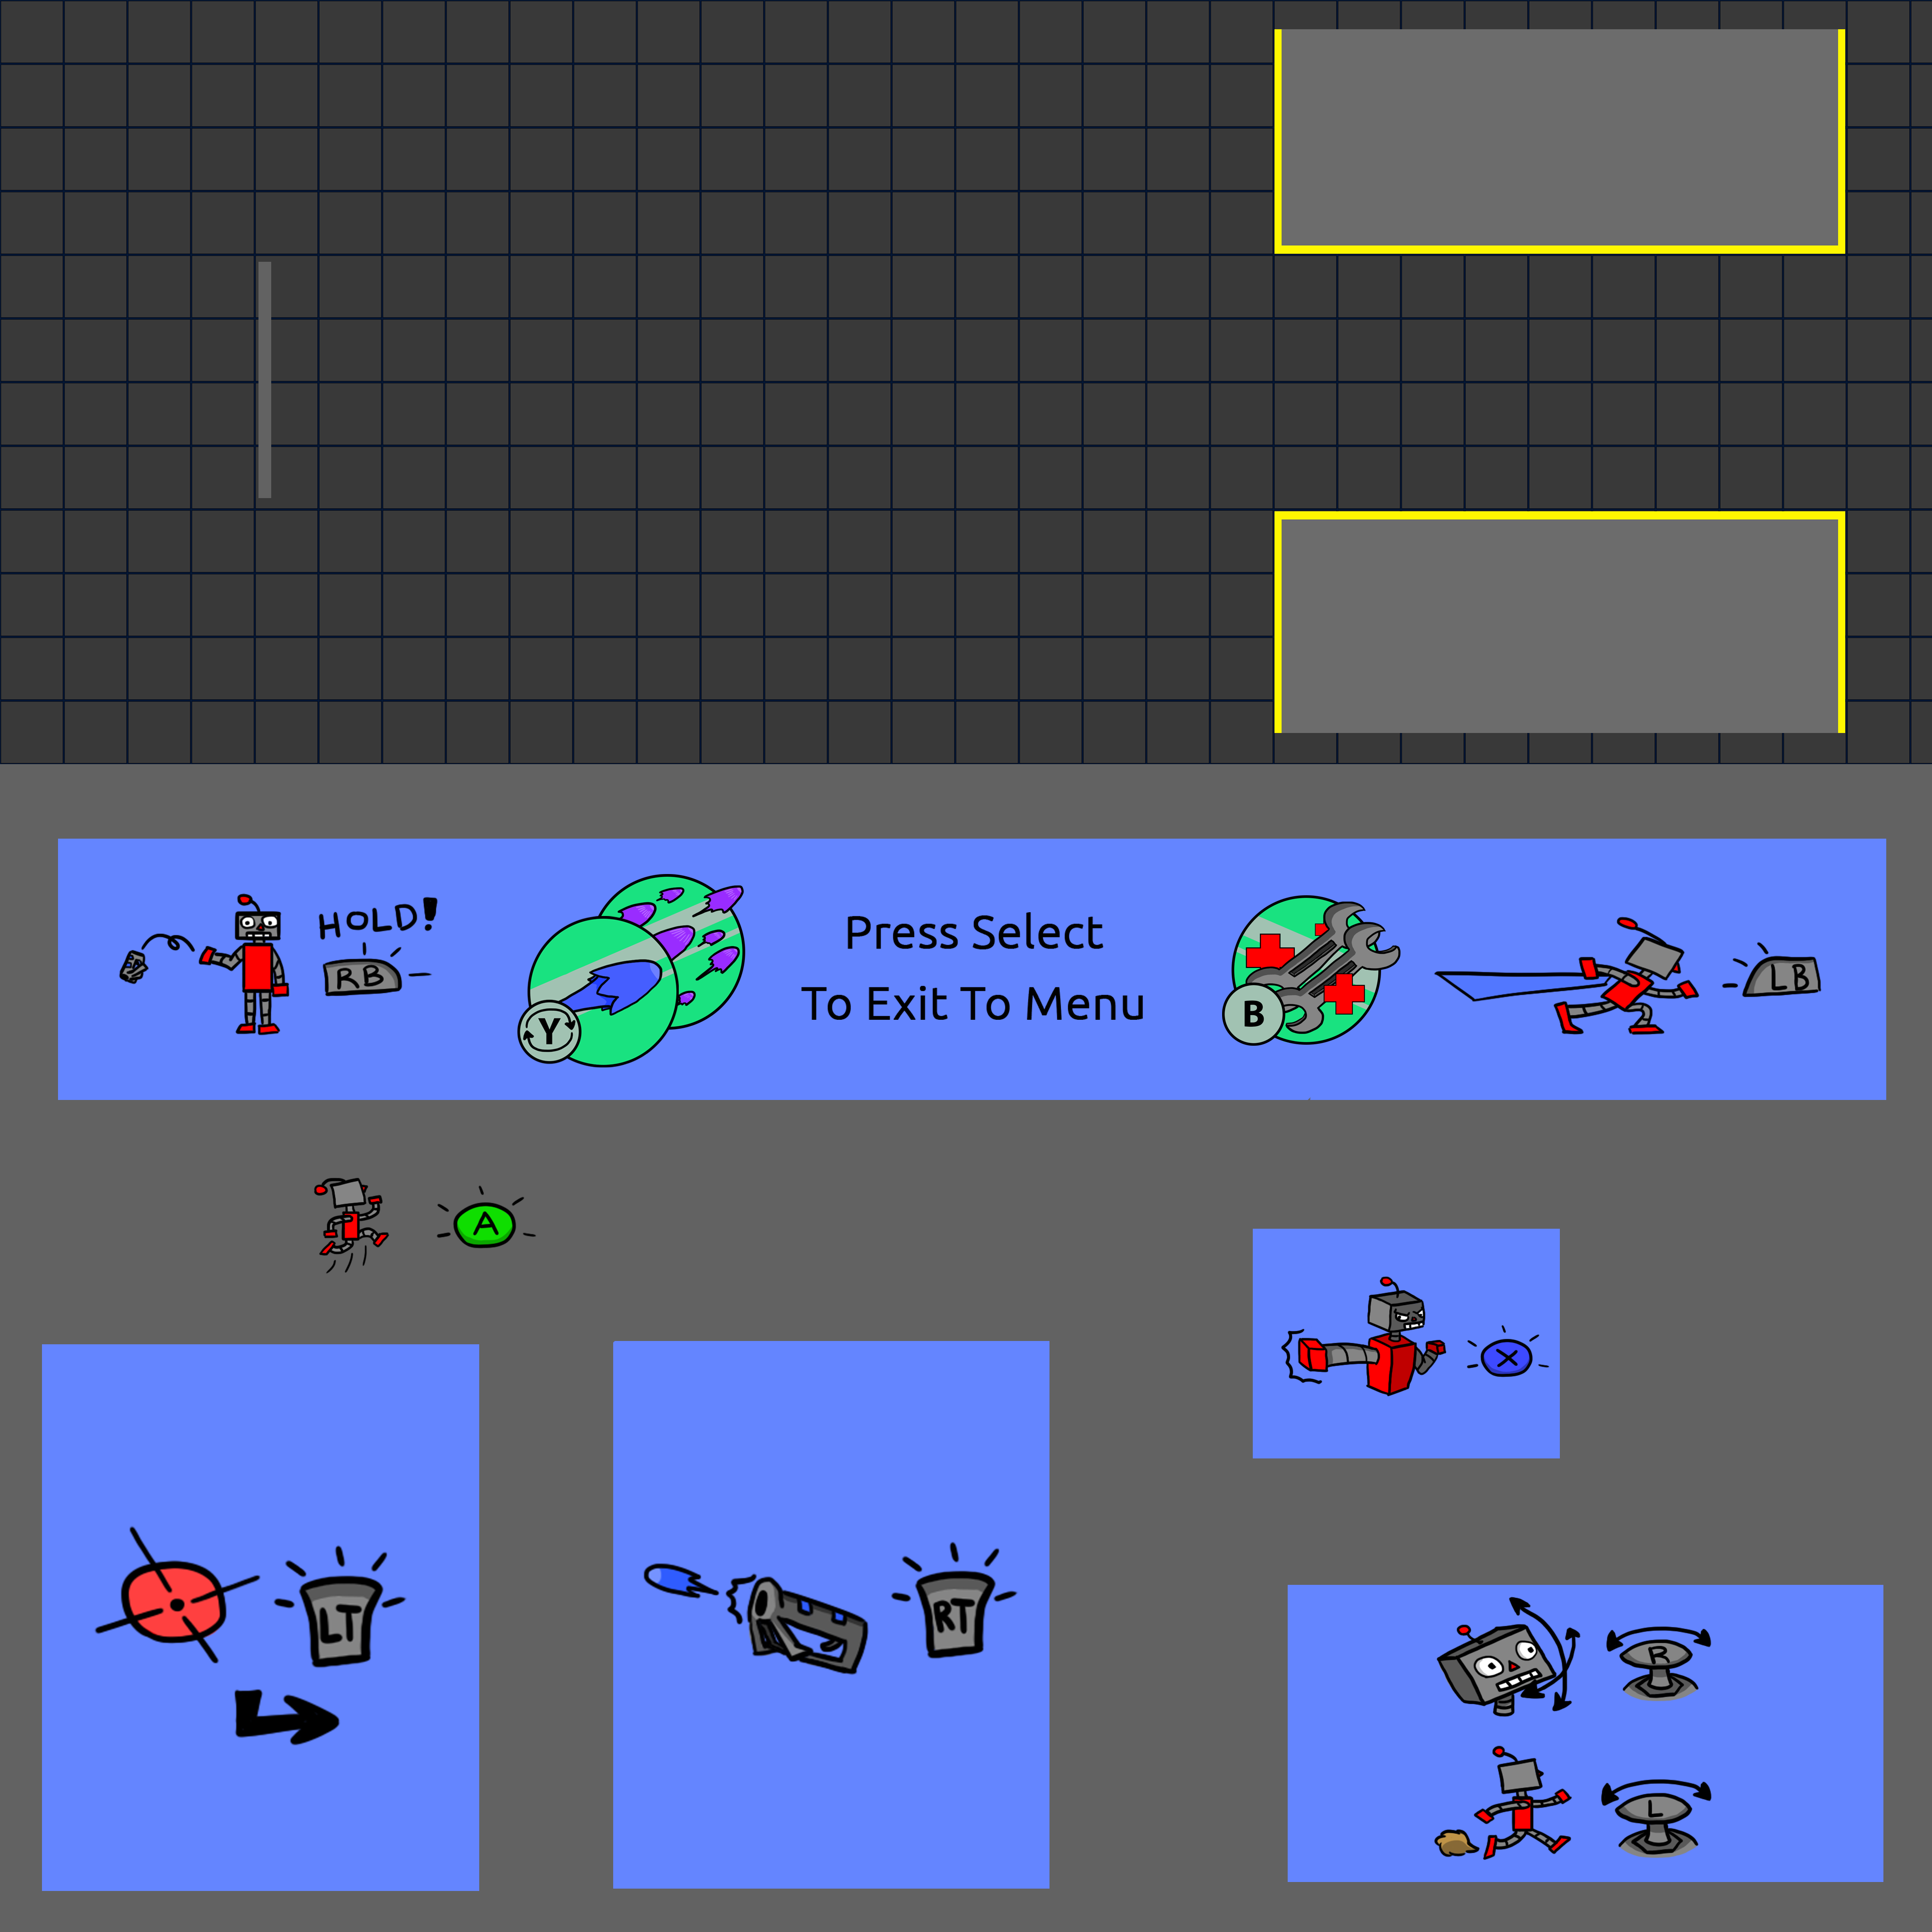 HOLD!
RB
Y
Press Select
To Exit To Menu
B
LB
A
X
LT
RT
R
L